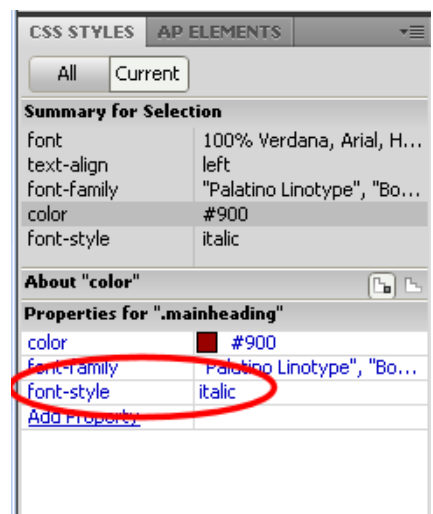 CSS STYLES AP ELEMENTS
All Current
Summary for Selection
font 100% Verdana, Arial, H...
text-align left
font-family "Palatino Linotype", "Bo...
color #900
font-style italic
About "color"
Properties for ".mainheading"
color #900
font-family "Palatino Linotype", "Bo...
font-style italic
Add Property